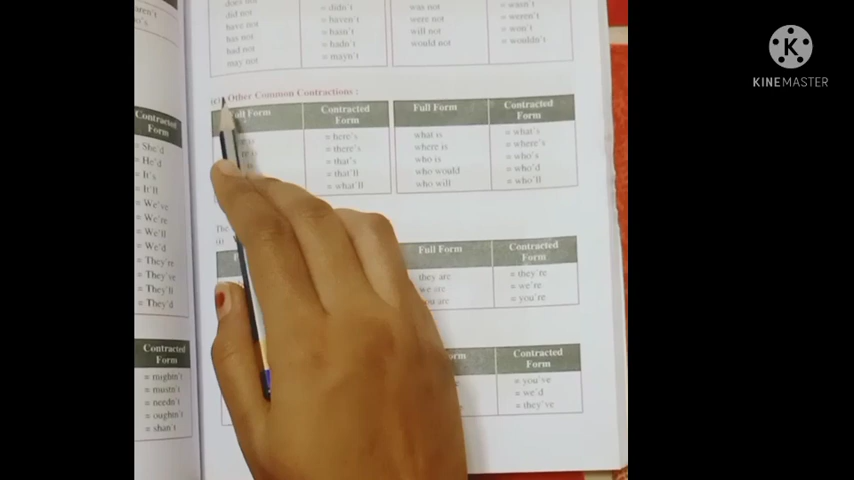 aren't
o's
Contracted
Form
= She'd
= He'd
= It's
= It'll
= We've
= We're
= We'll
= We'd
= They're
= They've
= They'll
= They'd
Contracted
Form
= mightn't
= mustn't
= needn't
= oughtn't
= shan't
does not
did not = didn't
have not = haven't
has not = hasn't
had not = hadn't
may not = mayn't
was not = wasn't
were not = weren't
will not = won't
would not = wouldn't
Other Common Contractions :
Full Form Contracted
Form
= here's
= there's
= that's
= that'll
= what'll
Full Form Contracted
Form
what is = what's
where is = where's
who is = who's
who would = who'd
who will = who'll
The
(i)
Full Form Contracted
Form
they are = they're
we are = we're
you are = you're
Contracted
Form
= you've
= we'd
= they've
K
KINEMASTER